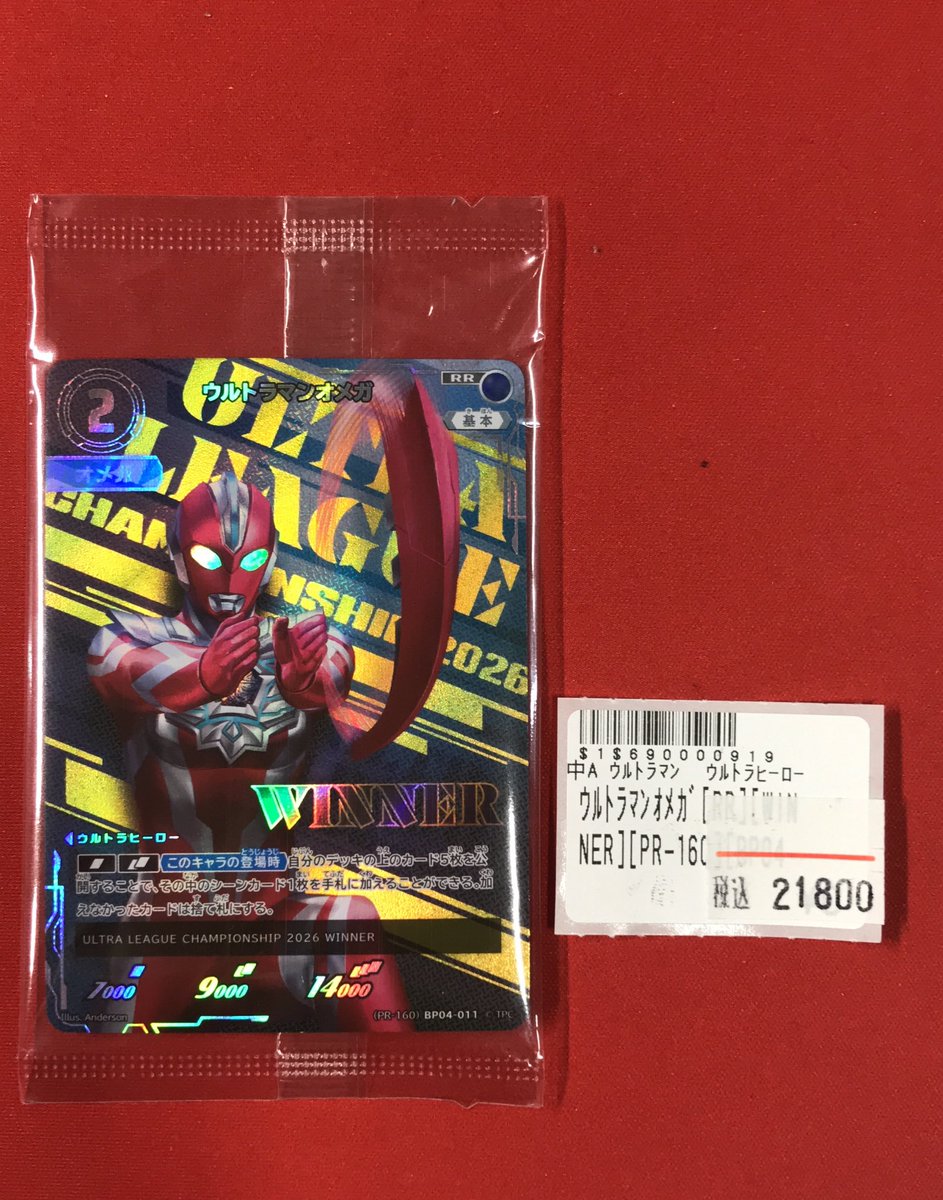 2
ウルトラマンオメガ
RR
きほん
基本
オメガ
ULTRA
LEAGUE
CHAMPIONSHIP 2026
WINNER
ウルトラヒーロー
このキャラの登場時 自分のデッキの上のカード5枚を公
開することで、その中のシーンカード1枚を手札に加えることができる。加
えなかったカードは捨て札にする。
ULTRA LEAGUE CHAMPIONSHIP 2026 WINNER
7000 9000 14000
Illus. Anderson (PR-160) BP04-011 © TPC
$1$690000919
中A ウルトラマン ウルトラヒーロー
ウルトラマンオメガ[RR][WIN
NER][PR-160][BP04
税込 21800